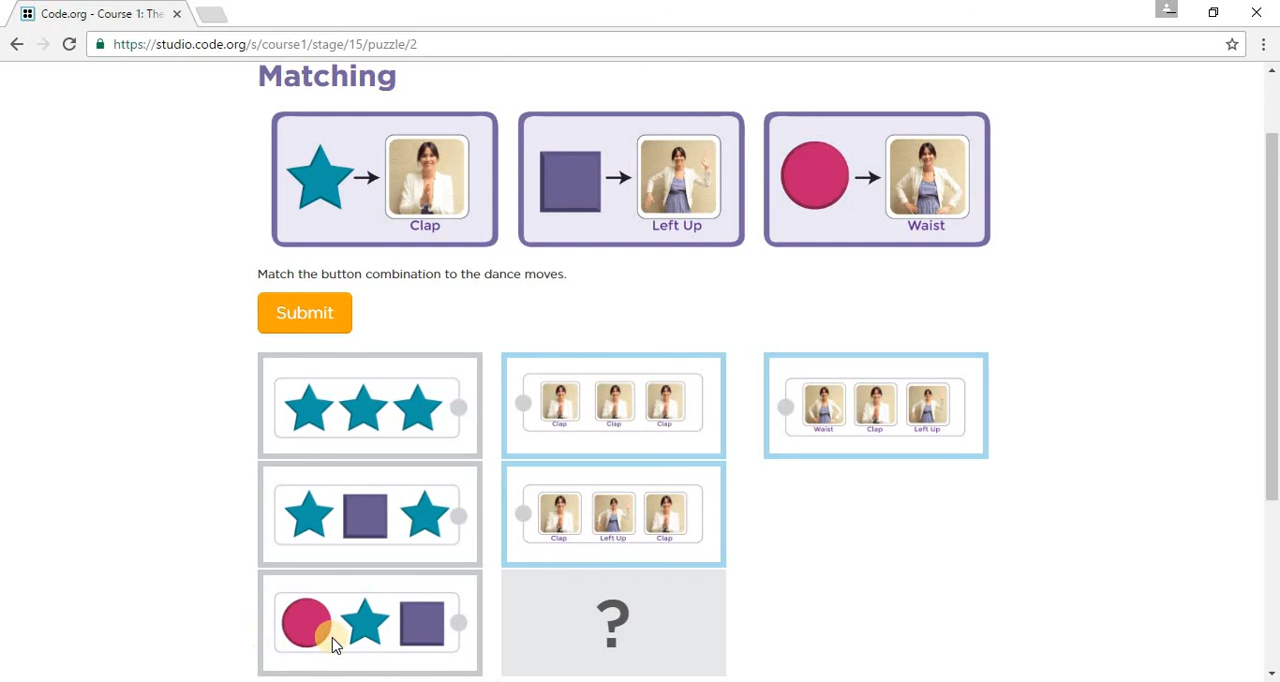 Code.org - Course 1: The
https://studio.code.org/s/course1/stage/15/puzzle/2
Matching
Clap
Left Up
Waist
Match the button combination to the dance moves.
Submit
Clap Clap Clap
Waist Clap Left Up
Clap Left Up Clap
?